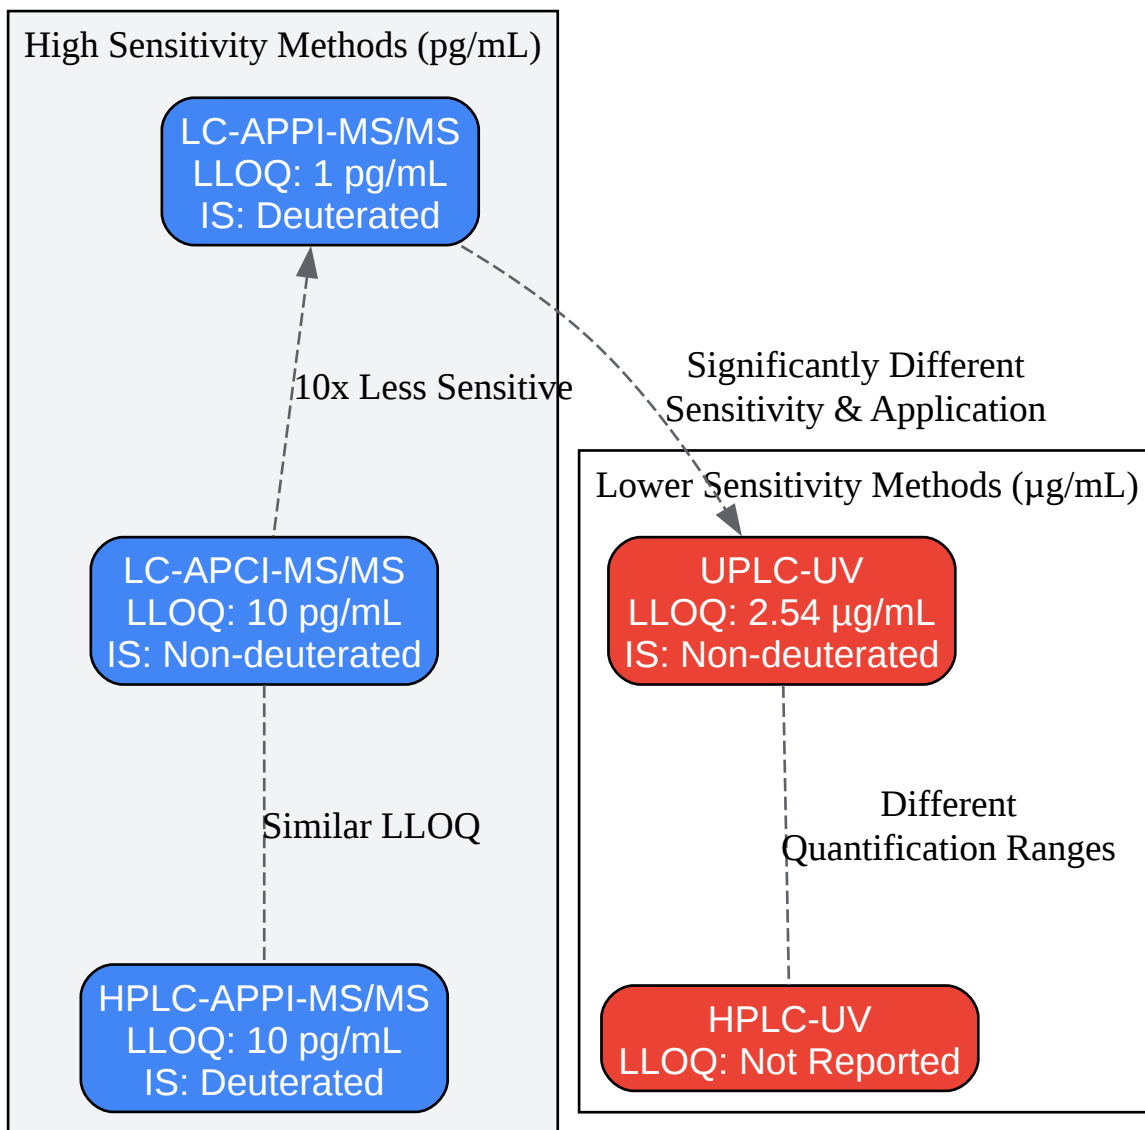 High Sensitivity Methods (pg/mL)
LC-APPI-MS/MS
LLOQ: 1 pg/mL
IS: Deuterated
10x Less Sensitive
Significantly Different
Sensitivity & Application
LC-APCI-MS/MS
LLOQ: 10 pg/mL
IS: Non-deuterated
Similar LLOQ
HPLC-APPI-MS/MS
LLOQ: 10 pg/mL
IS: Deuterated
Lower Sensitivity Methods (µg/mL)
UPLC-UV
LLOQ: 2.54 µg/mL
IS: Non-deuterated
Different
Quantification Ranges
HPLC-UV
LLOQ: Not Reported